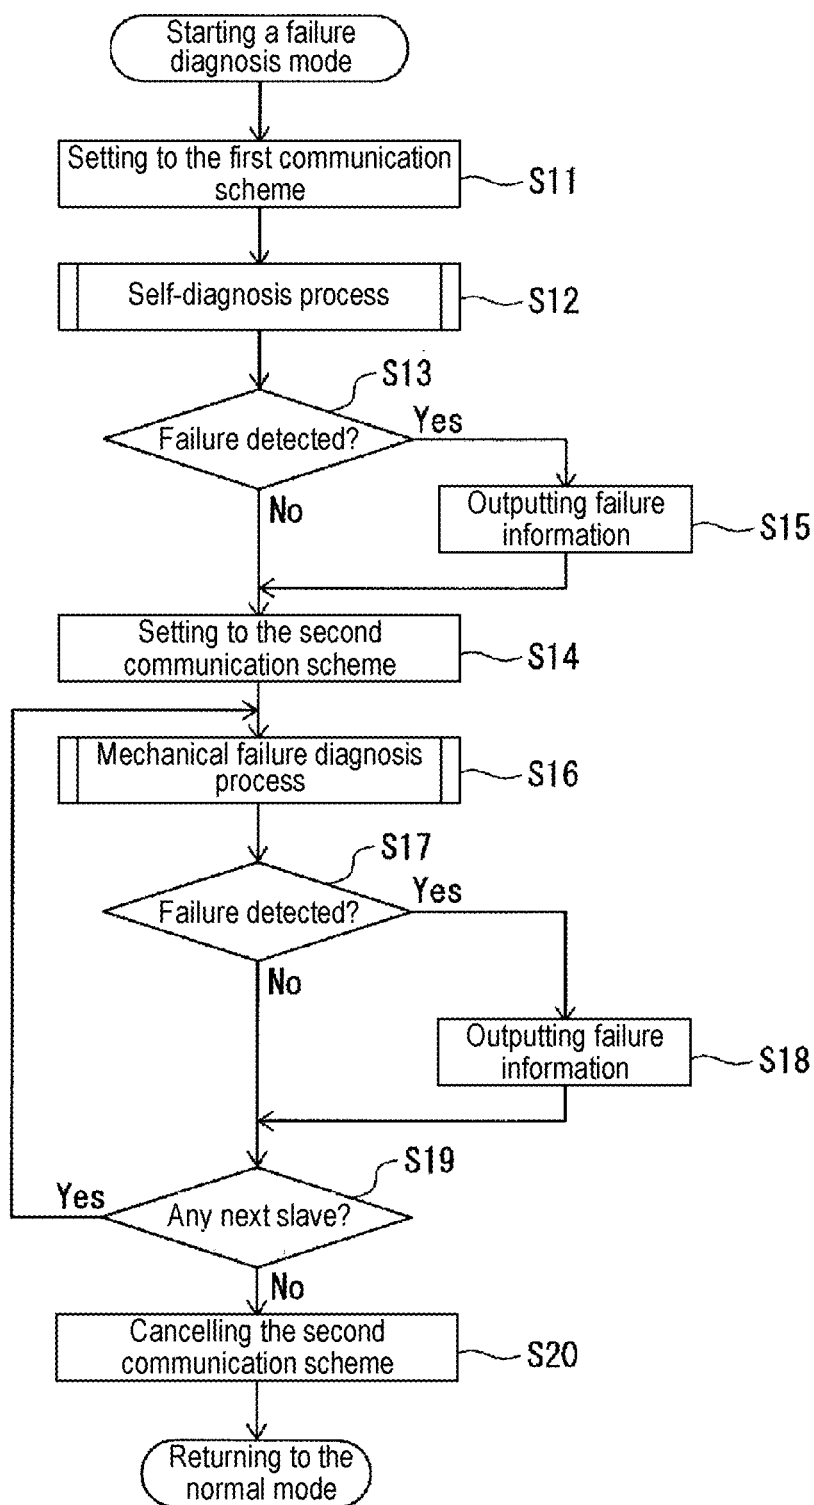 Starting a failure
diagnosis mode
Setting to the first communication
scheme
S11
Self-diagnosis process
S12
S13
Failure detected?
Yes
No
Outputting failure
information
S15
Setting to the second
communication scheme
S14
Mechanical failure diagnosis
process
S16
S17
Failure detected?
Yes
No
Outputting failure
information
S18
S19
Yes
Any next slave?
No
Cancelling the second
communication scheme
S20
Returning to the
normal mode